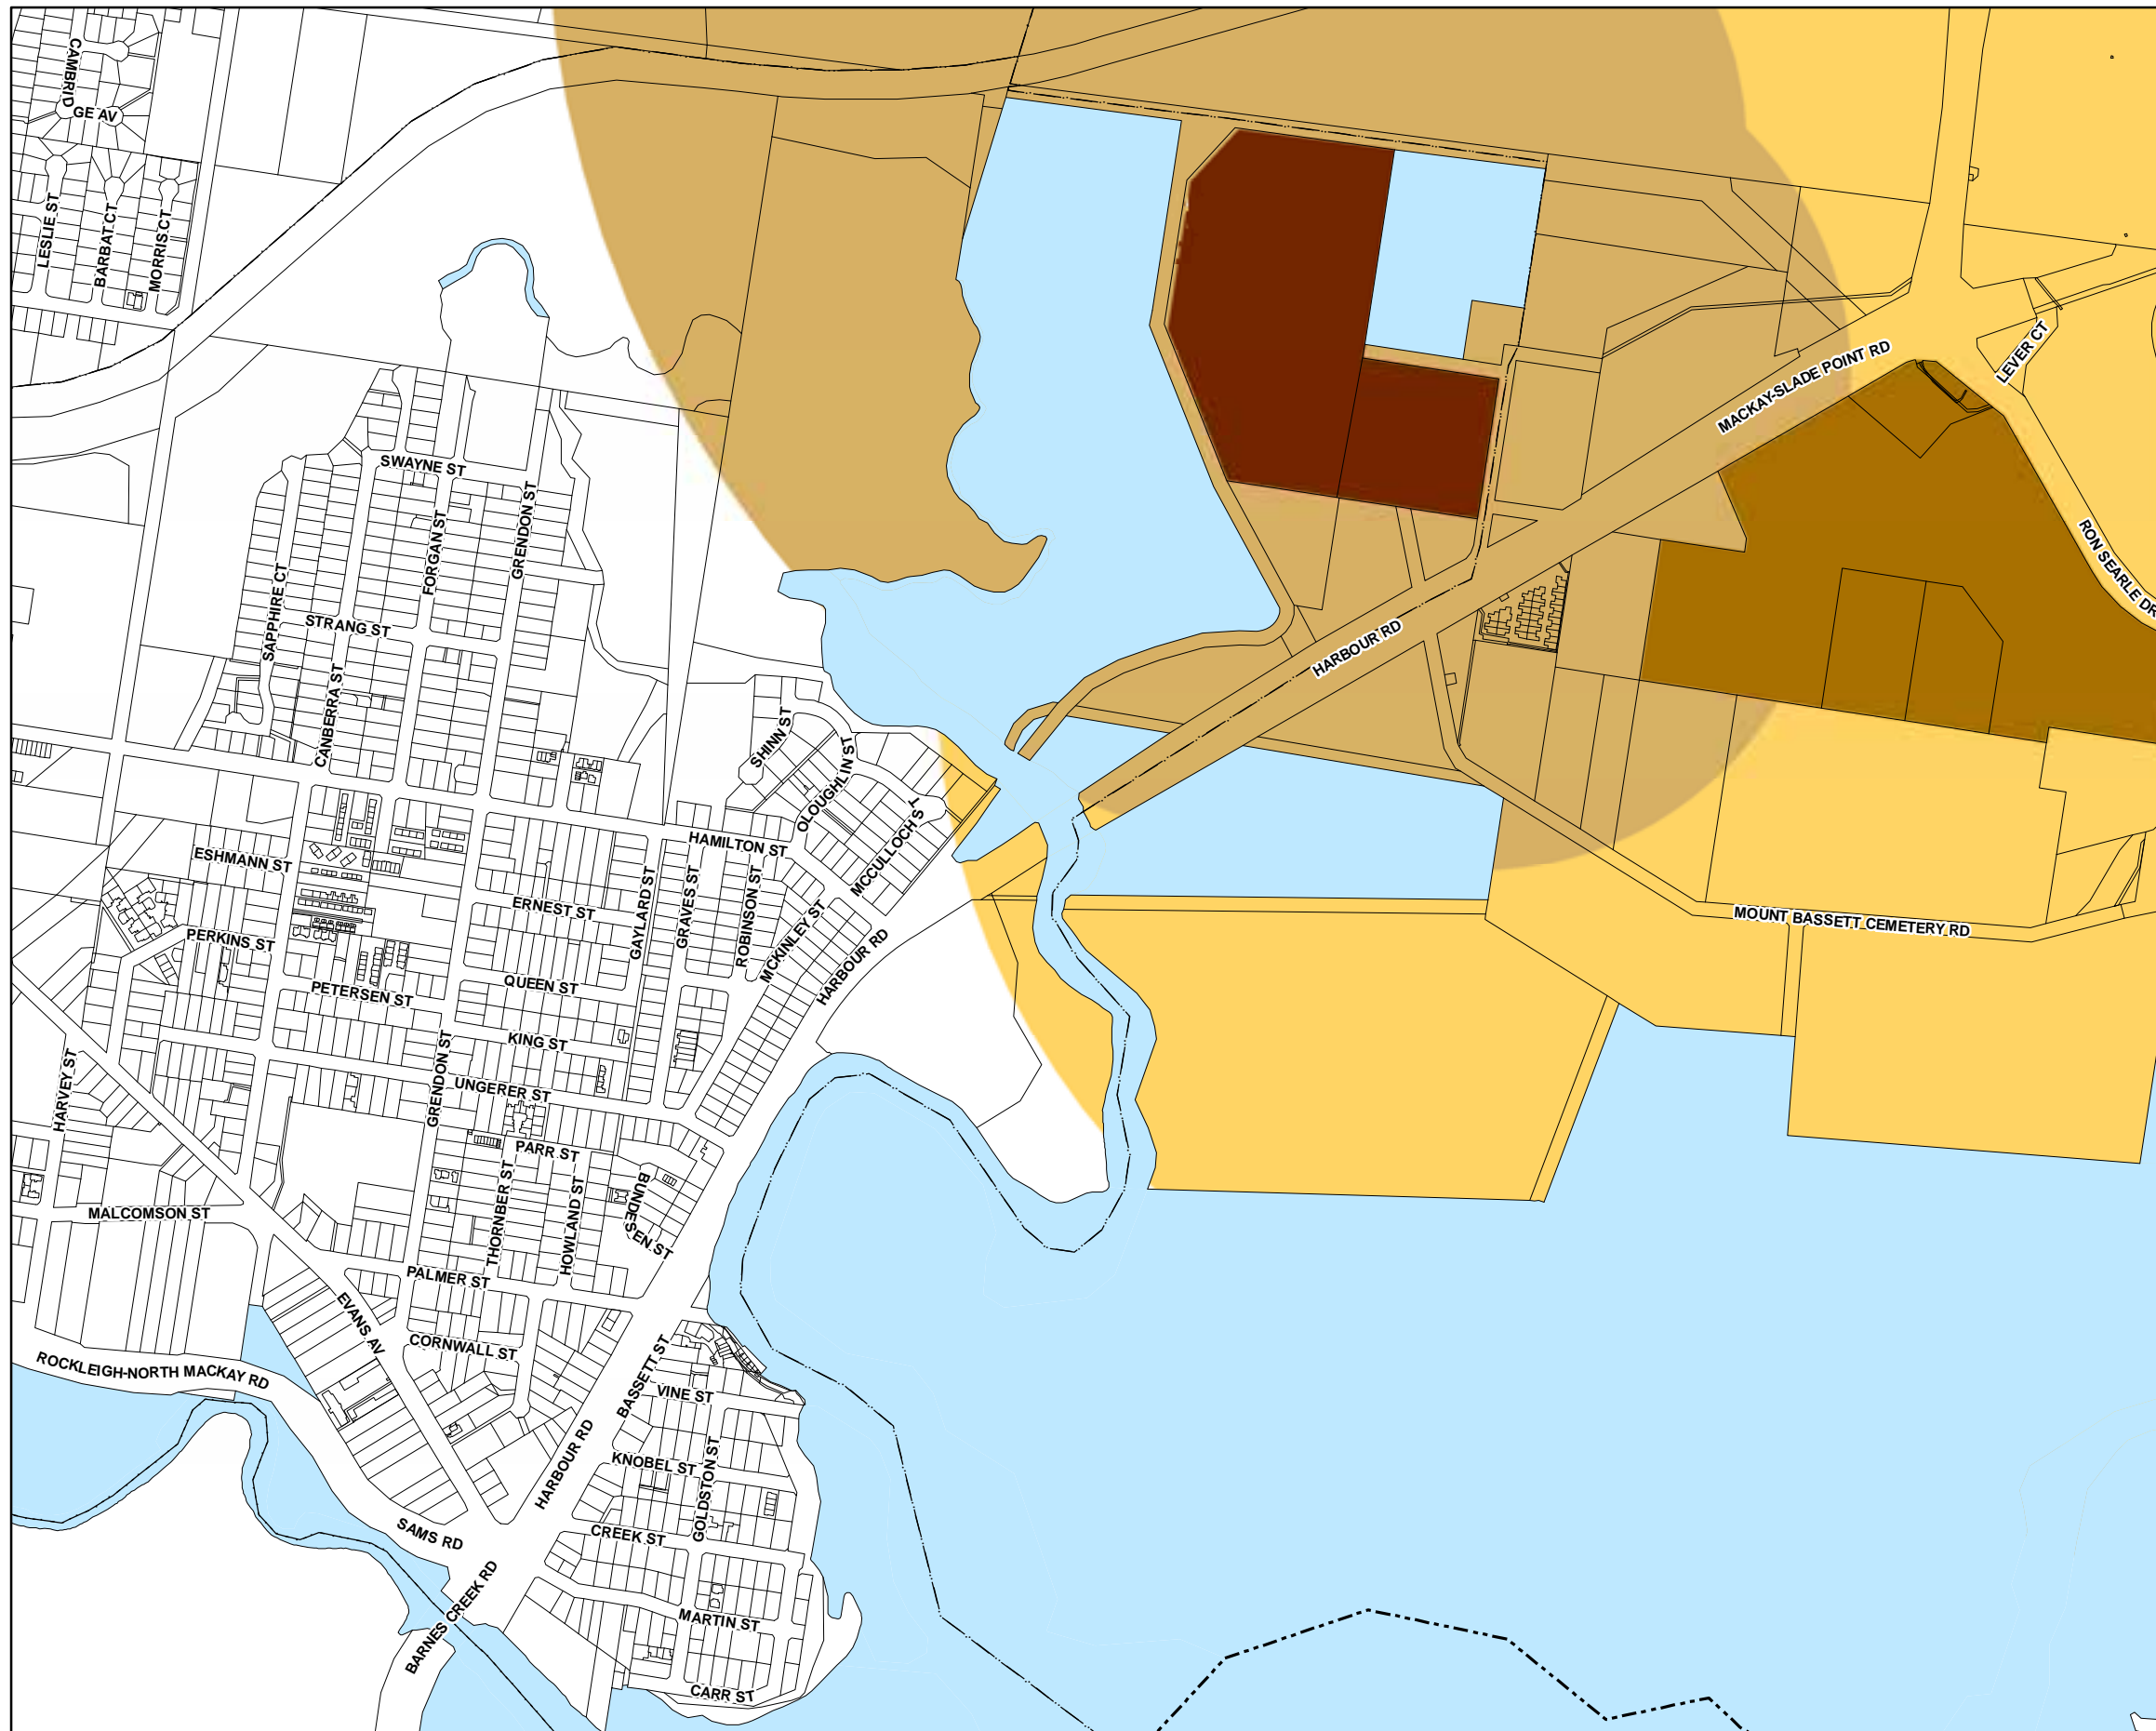 CAMBRID
GE AV
LESLIE ST
BARBAT CT
MORRIS CT
MACKAY-SLADE POINT RD
LEVER CT
SWAYNE ST
FORGAN ST
GRENDON ST
SAPPHIRE CT
STRANG ST
CANBERRA ST
RON SEARLE DR
HARBOUR RD
SHINN ST
OLOUGHLIN ST
MCCULLOCH ST
HAMILTON ST
ESHMANN ST
GAYLARD ST
GRAVES ST
ROBINSON ST
MCKINLEY ST
HARBOUR RD
ERNEST ST
PERKINS ST
MOUNT BASSETT CEMETERY RD
PETERSEN ST
QUEEN ST
KING ST
HARVEY ST
GRENDON ST
UNGERER ST
PARR ST
THORNBER ST
HOWLAND ST
BUNDES
EN ST
MALCOMSON ST
PALMER ST
EVANS AV
CORNWALL ST
ROCKLEIGH-NORTH MACKAY RD
BASSETT ST
VINE ST
HARBOUR RD
KNOBEL ST
GOLDSTON ST
SAMS RD
CREEK ST
BARNES CREEK RD
MARTIN ST
CARR ST